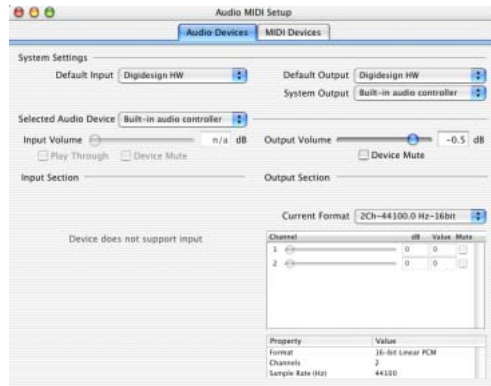 Audio MIDI Setup
Audio Devices MIDI Devices
System Settings
Default Input Digidesign HW Default Output Digidesign HW
System Output Built-in audio controller
Selected Audio Device Built-in audio controller
Input Volume n/a dB Output Volume -0.5 dB
Play Through Device Mute Device Mute
Input Section Output Section
Current Format 2Ch-44100.0 Hz-16bit
Device does not support input
Channel dB Value Mute
1 0 0
2 0 0
Property Value
Format 16-bit Linear PCM
Channels 2
Sample Rate (Hz) 44100